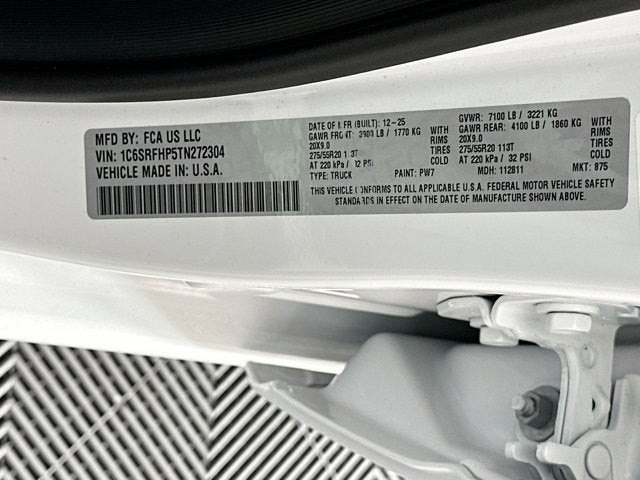 MFD BY: FCA US LLC
VIN: 1C6SRFHP5TN272304
VEHICLE MADE IN: U.S.A.
DATE OF MFR (BUILT): 12-25
GAWR FRONT: 3900 LB / 1770 KG WITH
20X9.0 RIMS
275/55R20 113T TIRES
AT 220 kPa / 32 PSI
TYPE: TRUCK PAINT: PW7
GVWR: 7100 LB / 3221 KG
GAWR REAR: 4100 LB / 1860 KG WITH
20X9.0 RIMS
275/55R20 113T TIRES
AT 220 kPa / 32 PSI
MDH: 112811 MKT: 875
THIS VEHICLE CONFORMS TO ALL APPLICABLE U.S.A. FEDERAL MOTOR VEHICLE SAFETY
STANDARDS IN EFFECT ON THE DATE OF MANUFACTURE SHOWN ABOVE.